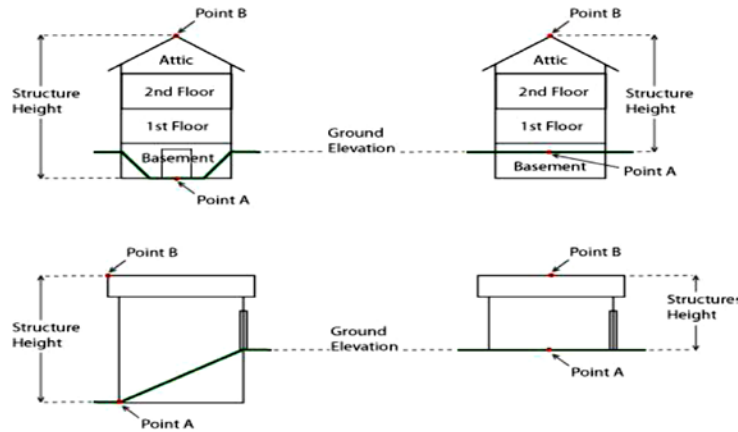 Point B
Attic
2nd Floor
1st Floor
Basement
Structure
Height
Point A
Ground
Elevation
Point B
Attic
2nd Floor
1st Floor
Basement
Structure
Height
Point A
Point B
Structure
Height
Point A
Ground
Elevation
Point B
Structures
Height
Point A